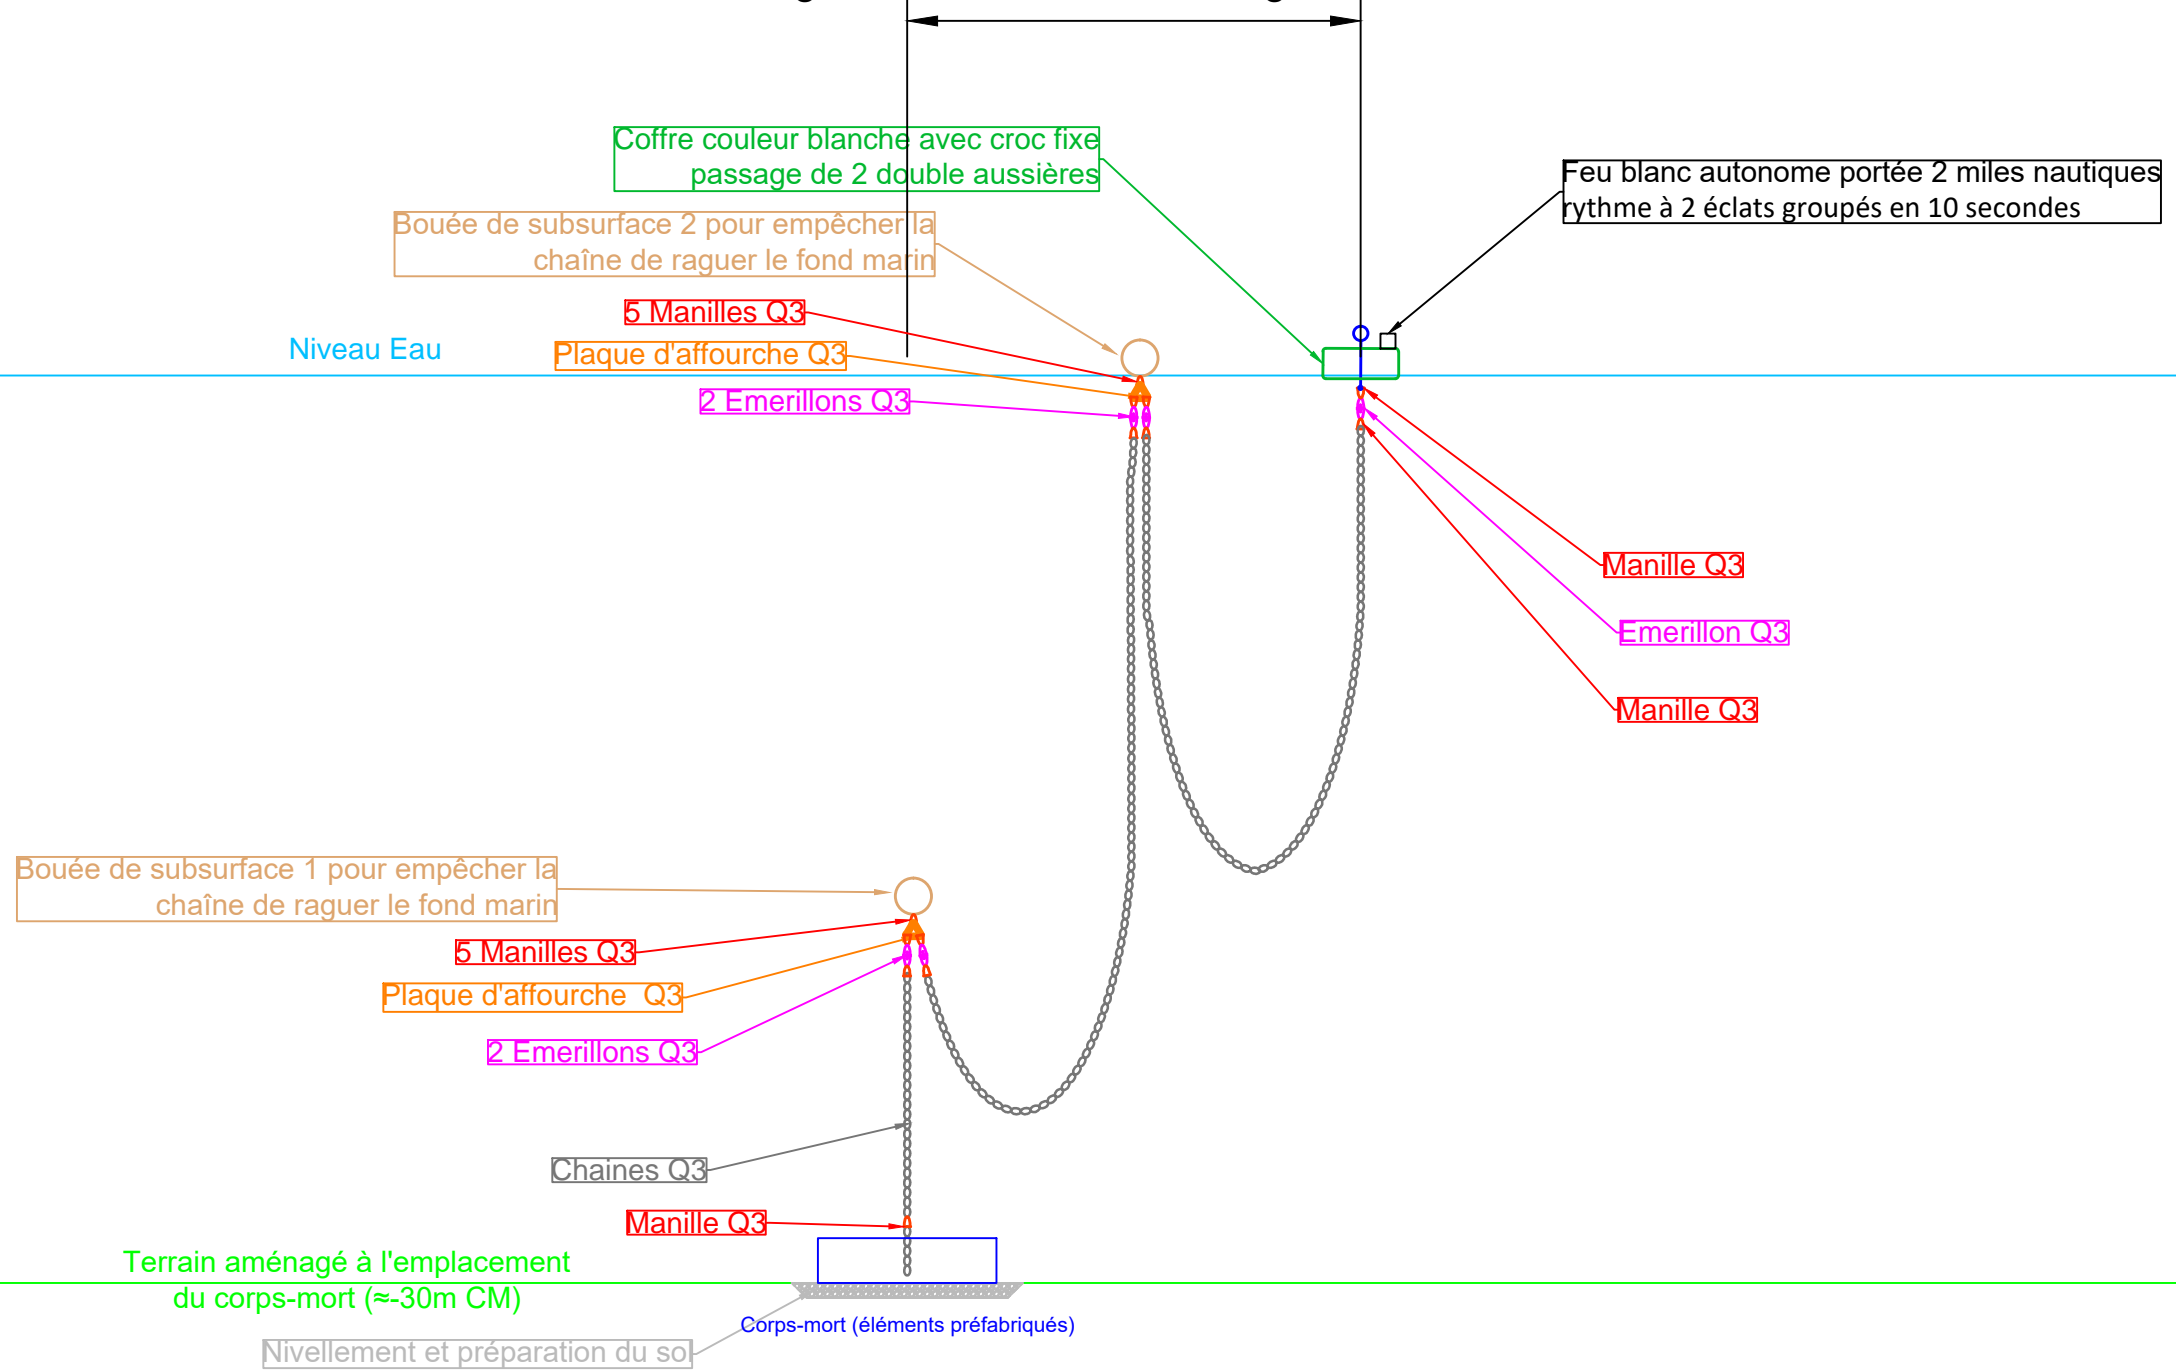 Coffre couleur blanche avec croc fixe
passage de 2 double aussières
Feu blanc autonome portée 2 miles nautiques
rythme à 2 éclats groupés en 10 secondes
Bouée de subsurface 2 pour empêcher la
chaîne de raguer le fond marin
5 Manilles Q3
Niveau Eau
Plaque d'affourche Q3
2 Emerillons Q3
Manille Q3
Emerillon Q3
Manille Q3
Bouée de subsurface 1 pour empêcher la
chaîne de raguer le fond marin
5 Manilles Q3
Plaque d'affourche  Q3
2 Emerillons Q3
Chaines Q3
Manille Q3
Terrain aménagé à l'emplacement
du corps-mort (≈-30m CM)
Corps-mort (éléments préfabriqués)
Nivellement et préparation du sol